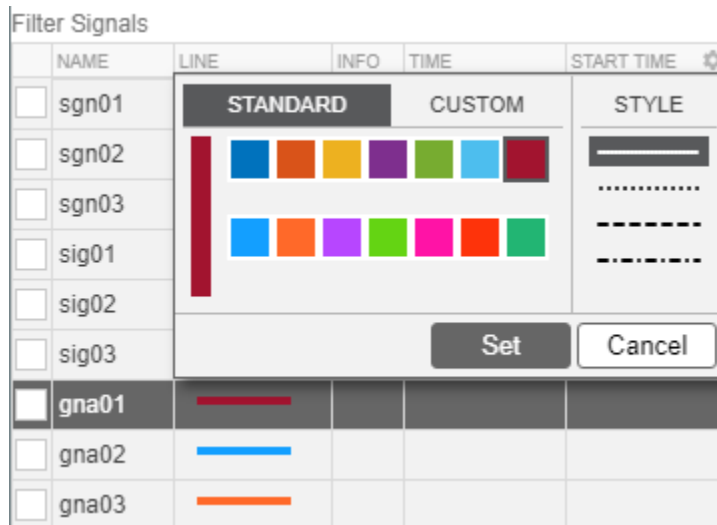 Filter Signals
NAME LINE INFO TIME START TIME
sgn01
STANDARD CUSTOM STYLE
sgn02
sgn03
sig01
sig02
sig03
Set Cancel
gna01
gna02
gna03